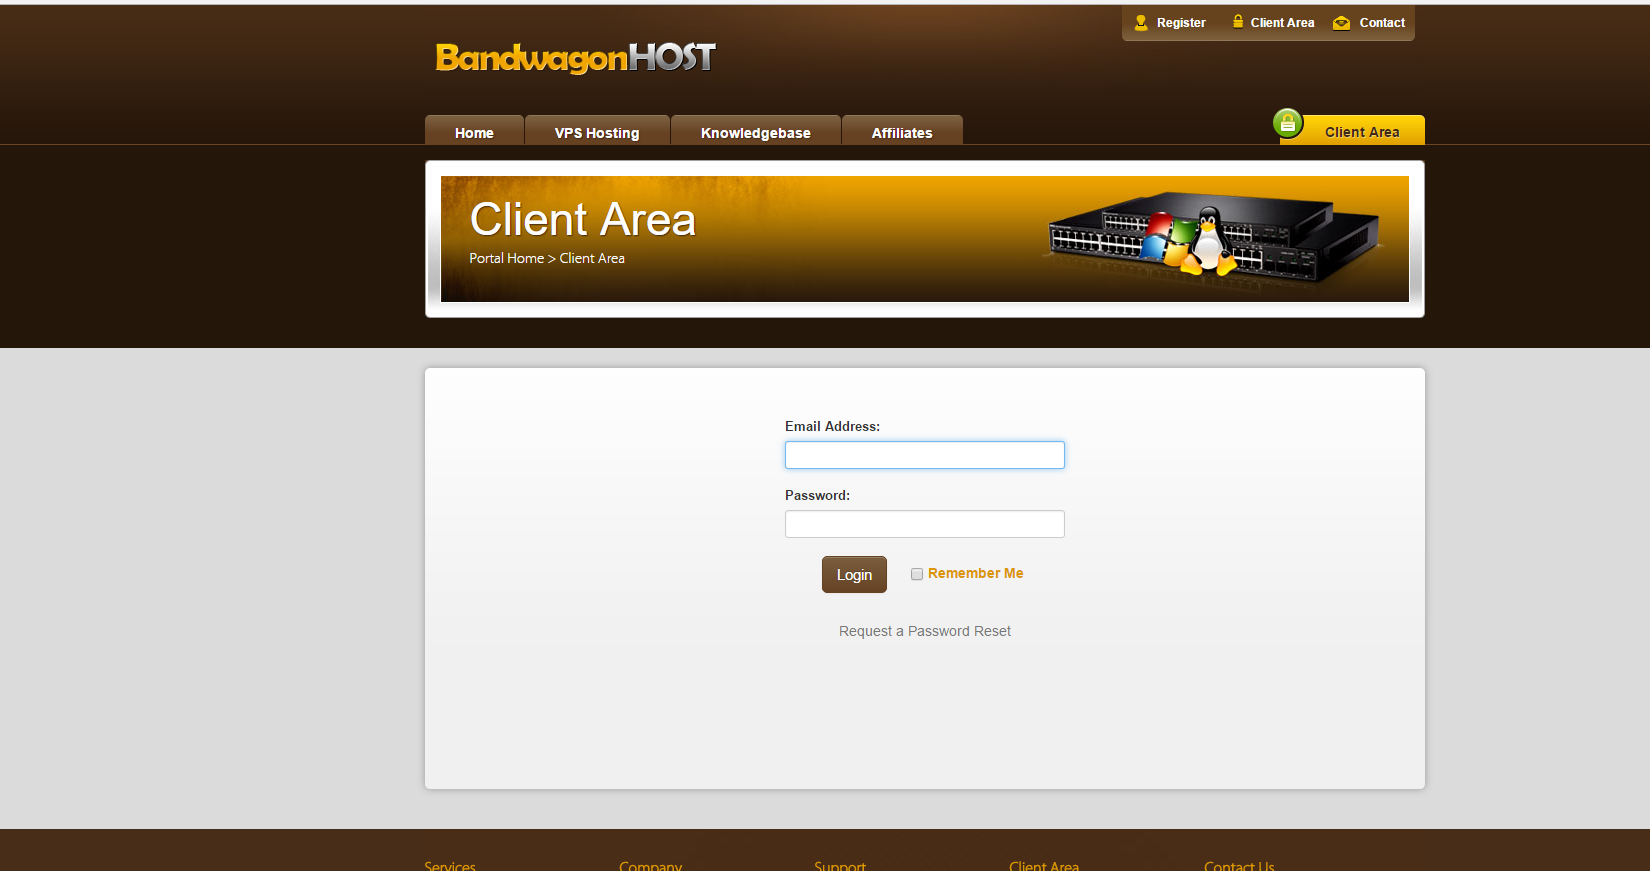 Register Client Area Contact
BandwagonHOST
Home VPS Hosting Knowledgebase Affiliates Client Area
Client Area
Portal Home > Client Area
Email Address:
Password:
Login Remember Me
Request a Password Reset
Services Company Support Client Area Contact Us